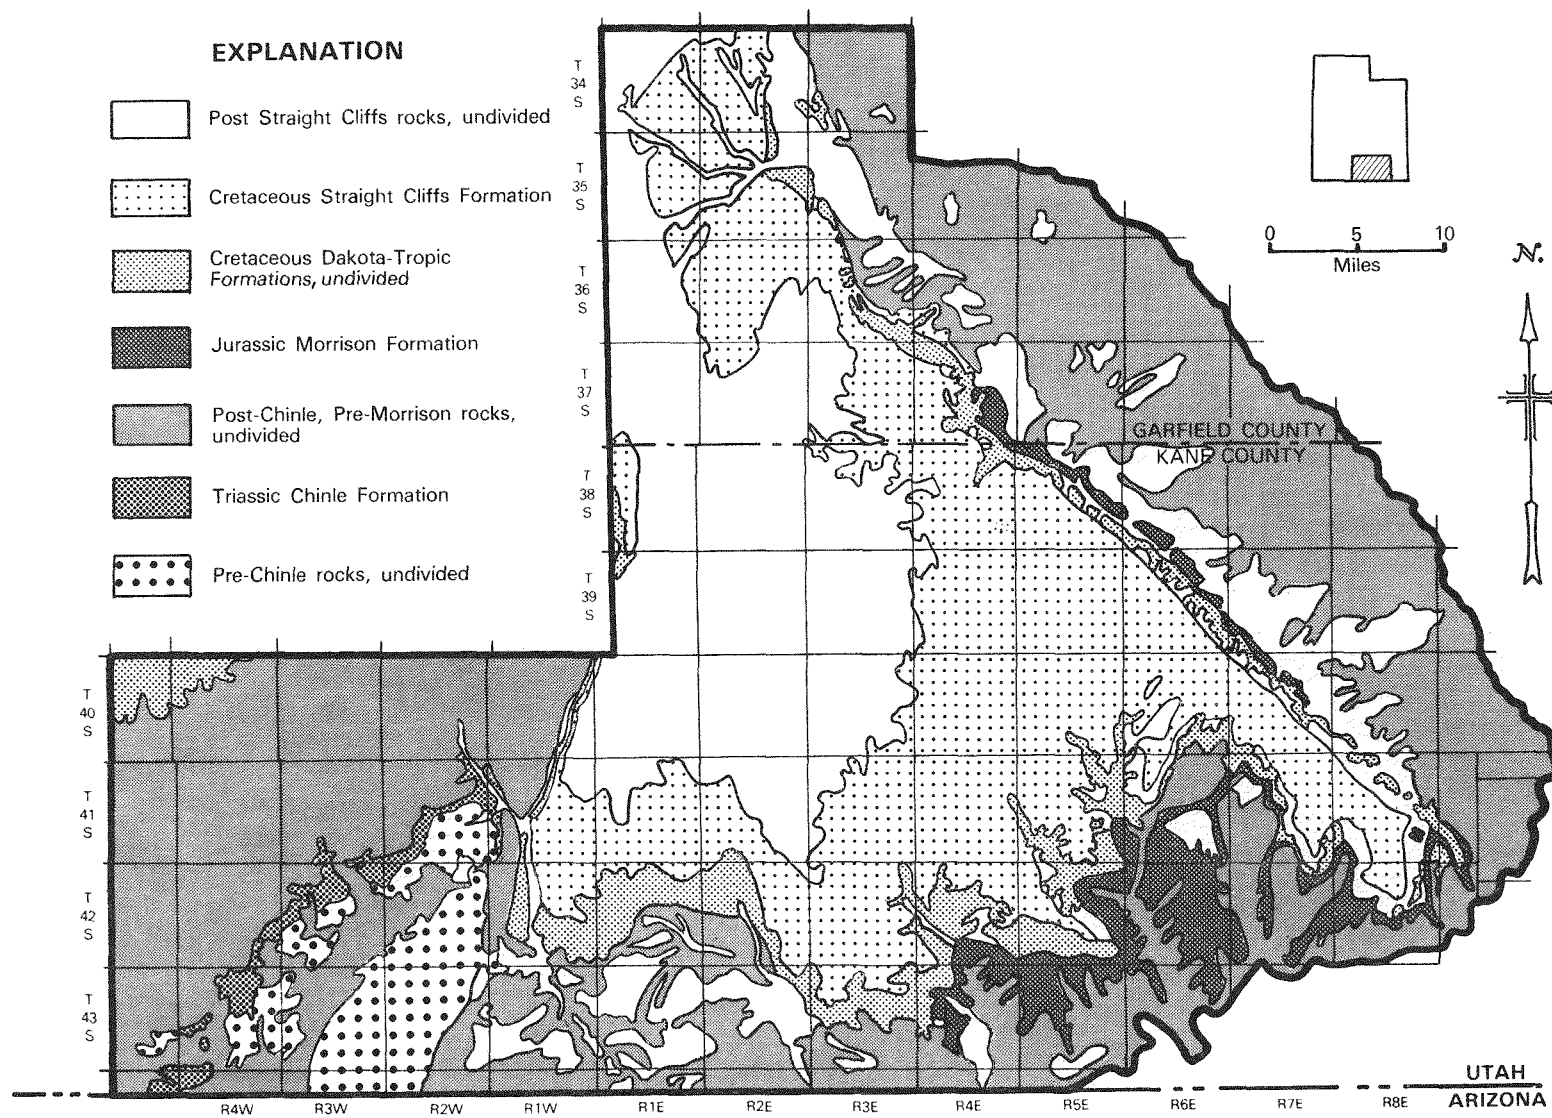 EXPLANATION
Post Straight Cliffs rocks, undivided
Cretaceous Straight Cliffs Formation
Cretaceous Dakota-Tropic
Formations, undivided
Jurassic Morrison Formation
Post-Chinle, Pre-Morrison rocks,
undivided
Triassic Chinle Formation
Pre-Chinle rocks, undivided
T
34
S
T
35
S
T
36
S
T
37
S
T
38
S
T
39
S
T
40
S
T
41
S
T
42
S
T
43
S
0 5 10
Miles
N.
GARFIELD COUNTY
KANE COUNTY
UTAH
ARIZONA
R4W R3W R2W R1W R1E R2E R3E R4E R5E R6E R7E R8E